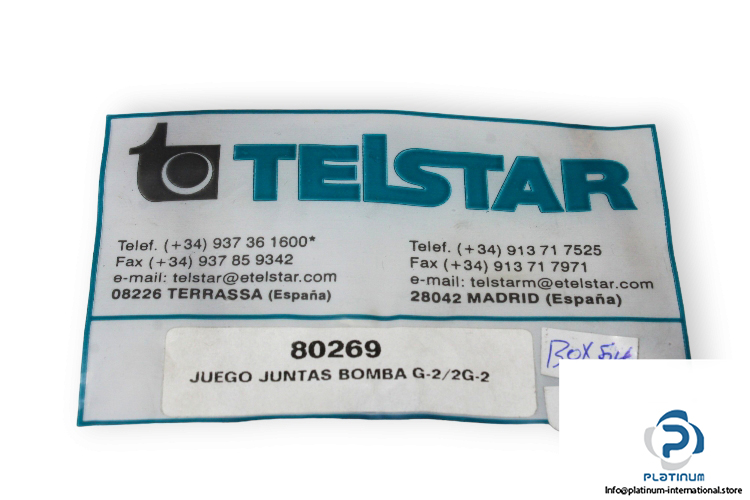 TELSTAR
Telef. (+34) 937 36 1600*
Fax (+34) 937 85 9342
e-mail: telstar@etelstar.com
08226 TERRASSA (España)
Telef. (+34) 913 71 7525
Fax (+34) 913 71 7971
e-mail: telstarm@etelstar.com
28042 MADRID (España)
80269
JUEGO JUNTAS BOMBA G-2/2G-2
BOX
PLATINUM
Info@platinum-international.store